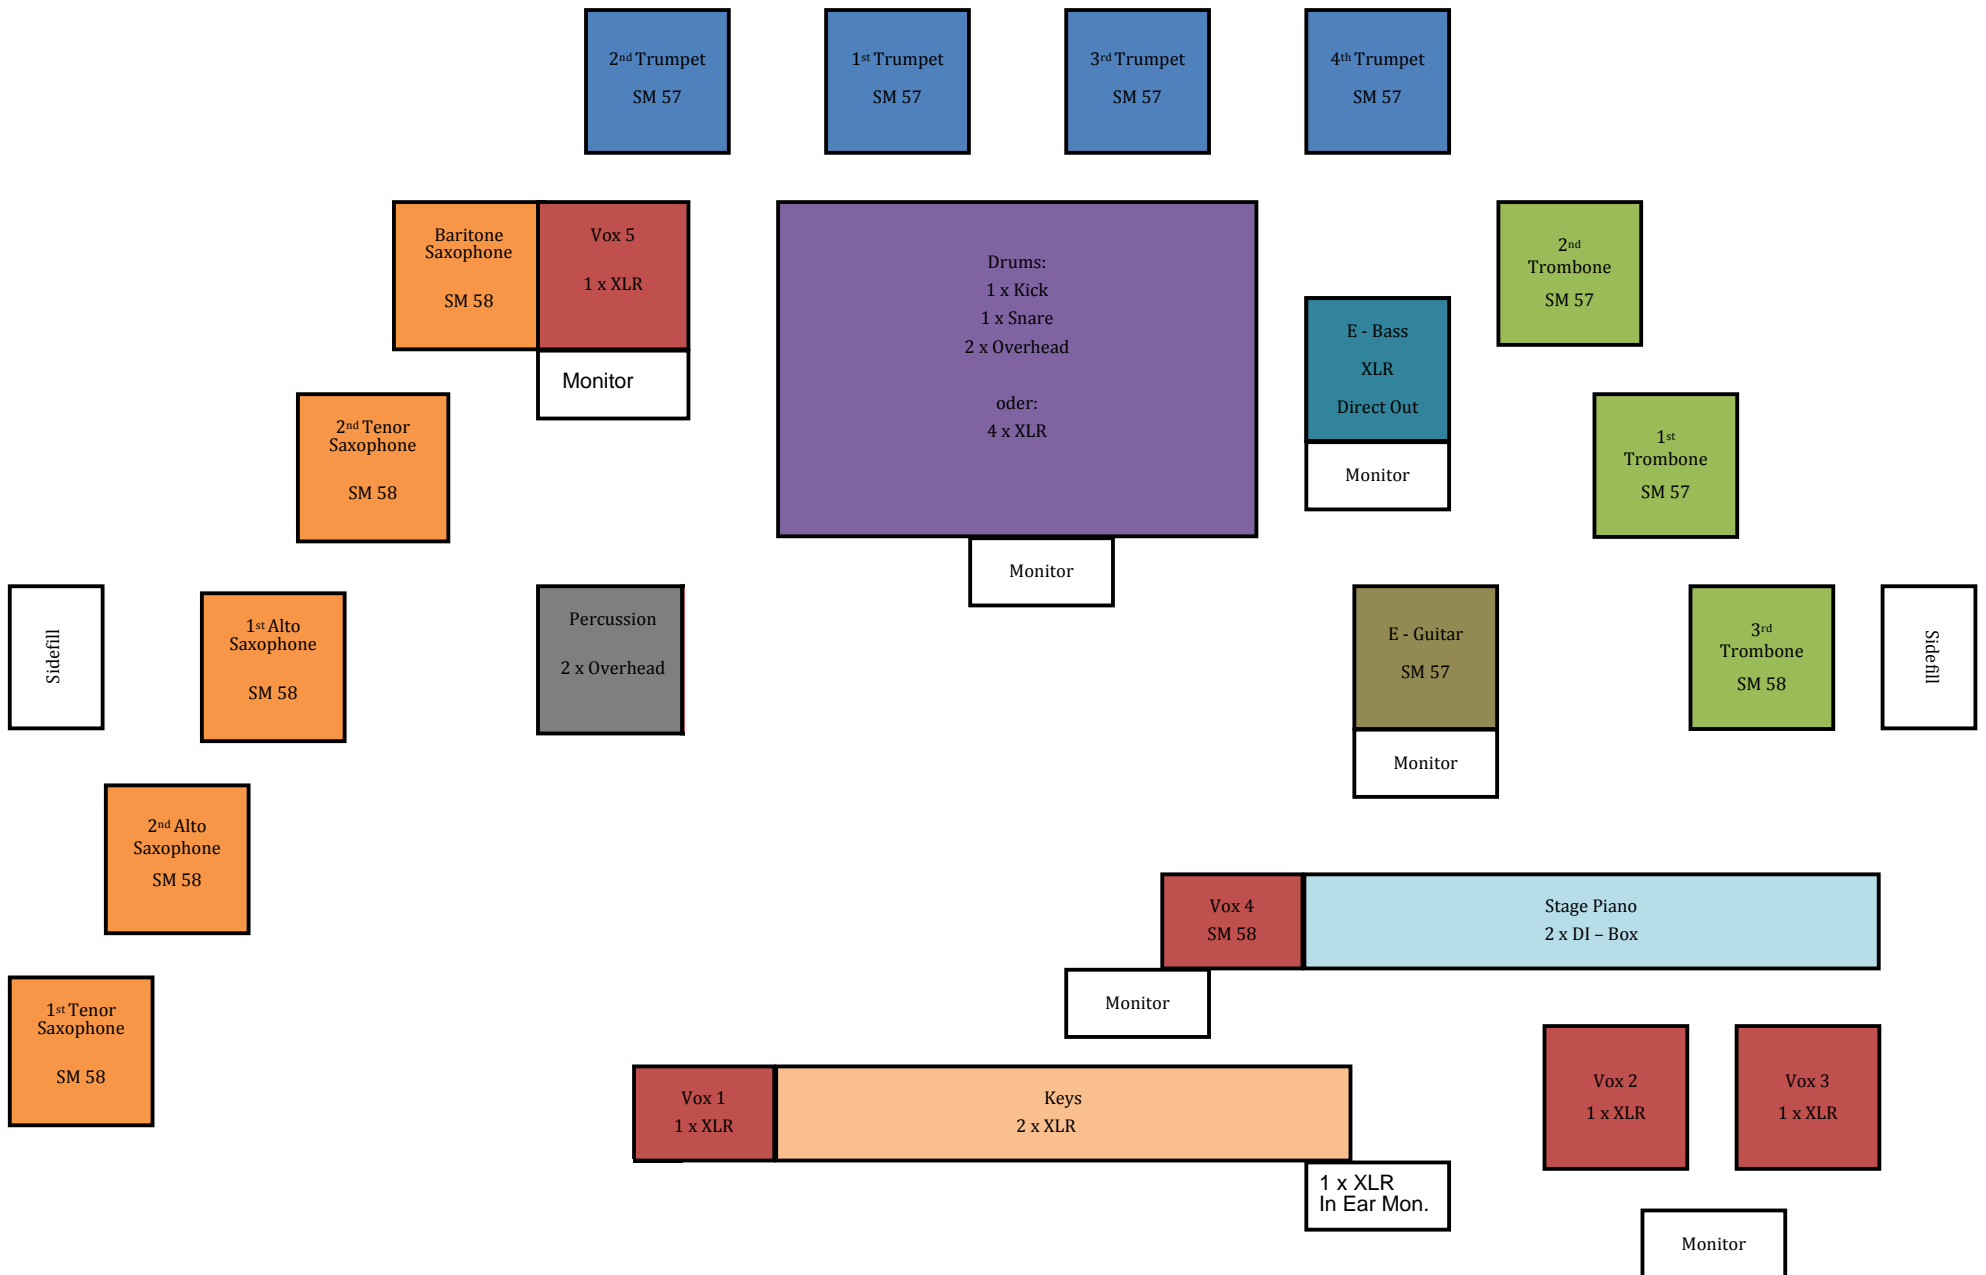 2nd Trumpet
SM 57
1st Trumpet
SM 57
3rd Trumpet
SM 57
4th Trumpet
SM 57
Baritone
Saxophone
SM 58
Vox 5
1 x XLR
Monitor
Drums:
1 x Kick
1 x Snare
2 x Overhead
oder:
4 x XLR
Monitor
E - Bass
XLR
Direct Out
Monitor
2nd
Trombone
SM 57
2nd Tenor
Saxophone
SM 58
1st
Trombone
SM 57
Sidefill
1st Alto
Saxophone
SM 58
Percussion
2 x Overhead
E - Guitar
SM 57
Monitor
3rd
Trombone
SM 58
Sidefill
2nd Alto
Saxophone
SM 58
Vox 4
SM 58
Stage Piano
2 x DI – Box
Monitor
1st Tenor
Saxophone
SM 58
Vox 1
1 x XLR
Keys
2 x XLR
1 x XLR
In Ear Mon.
Vox 2
1 x XLR
Vox 3
1 x XLR
Monitor